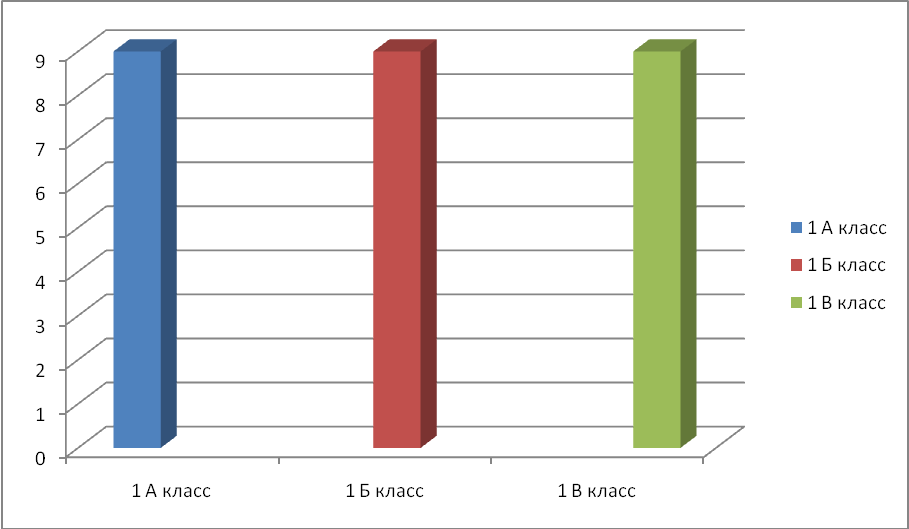 9
8
7
6
5
4
3
2
1
0
1 А класс
1 Б класс
1 В класс
1 А класс
1 Б класс
1 В класс